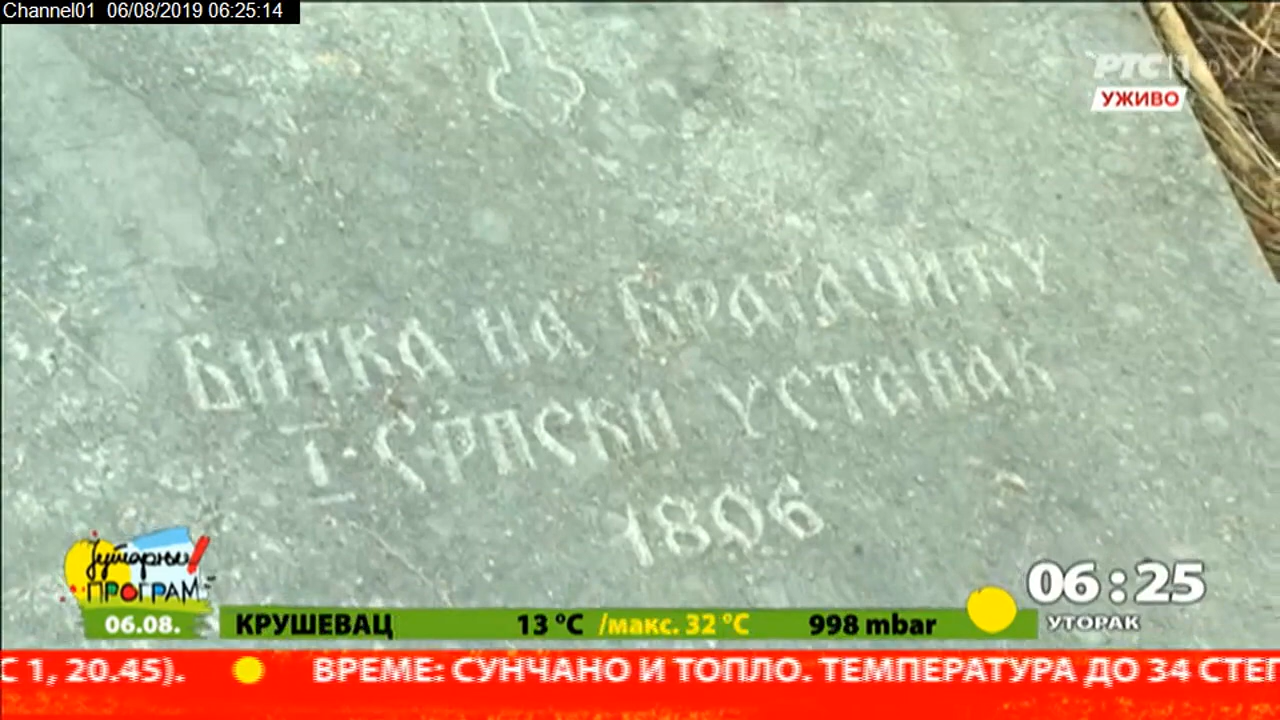 Channel01 06/08/2019 06:25:14
РТС 1
УЖИВО
БИТКА НА БРАТАЧИЋУ
I СРПСКИ УСТАНАК
1806
Јутарњи
ПРОГРАМ
06.08.
КРУШЕВАЦ 13 °C /макс. 32 °C 998 mbar
06:25
УТОРАК
С 1, 20.45). ВРЕМЕ: СУНЧАНО И ТОПЛО. ТЕМПЕРАТУРА ДО 34 СТЕП